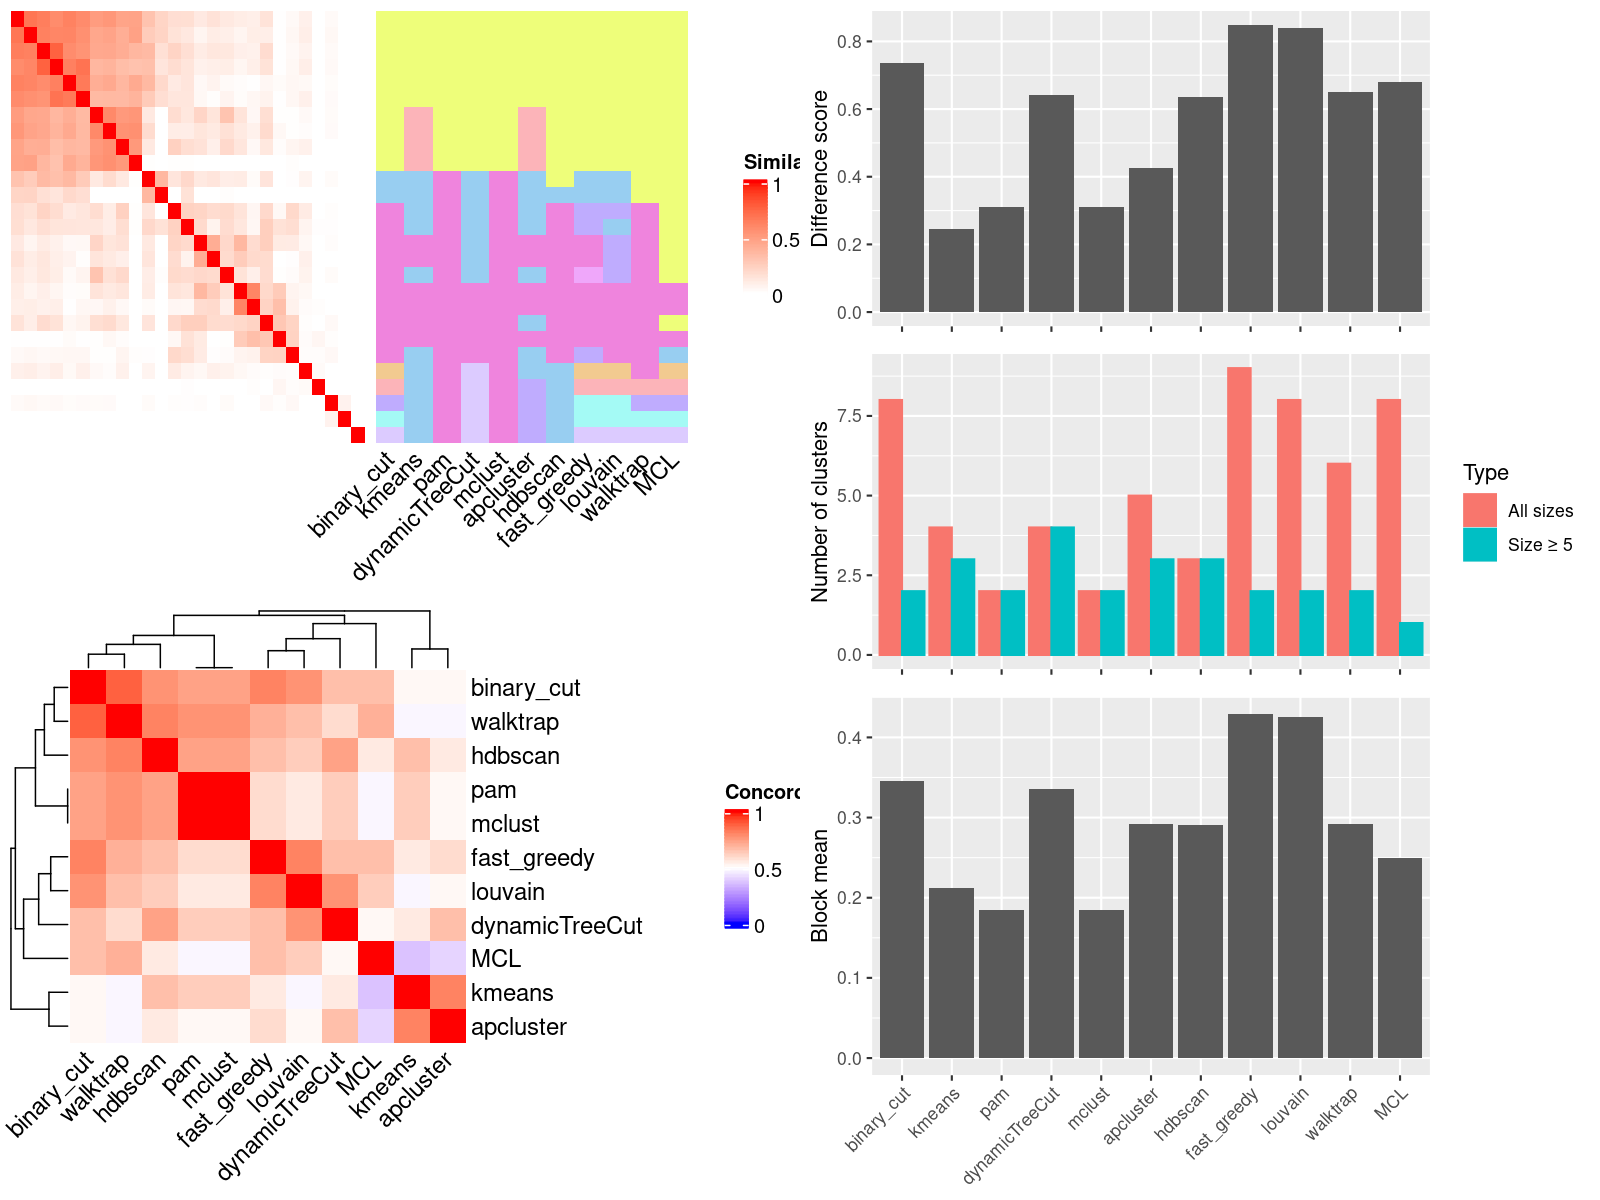 Simila
1
0.5
0
binary_cut
kmeans
pam
dynamicTreeCut
mclust
apcluster
hdbscan
fast_greedy
louvain
walktrap
MCL
binary_cut
walktrap
hdbscan
pam
mclust
fast_greedy
louvain
dynamicTreeCut
MCL
kmeans
apcluster
binary_cut
walktrap
hdbscan
pam
mclust
fast_greedy
louvain
dynamicTreeCut
MCL
kmeans
apcluster
Concord
1
0.5
0
Difference score
0.8
0.6
0.4
0.2
0.0
Number of clusters
7.5
5.0
2.5
0.0
Type
All sizes
Size ≥ 5
Block mean
0.4
0.3
0.2
0.1
0.0
binary_cut
kmeans
pam
dynamicTreeCut
mclust
apcluster
hdbscan
fast_greedy
louvain
walktrap
MCL